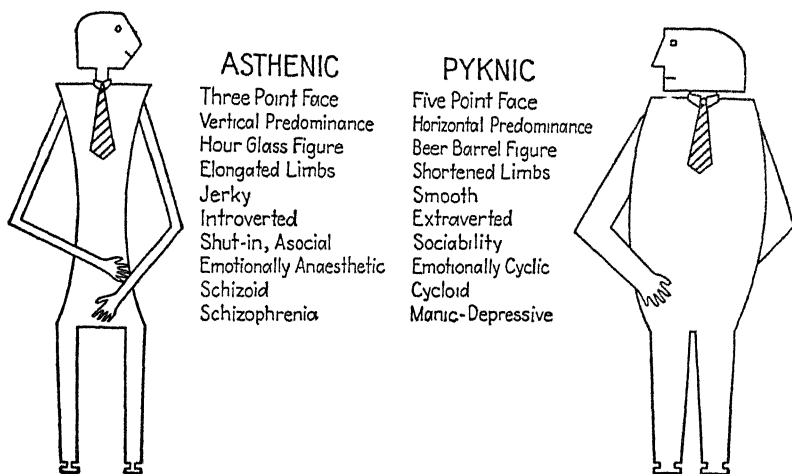 ASTHENIC
Three Point Face
Vertical Predominance
Hour Glass Figure
Elongated Limbs
Jerky
Introverted
Shut-in, Asocial
Emotionally Anaesthetic
Schizoid
Schizophrenia
PYKNIC
Five Point Face
Horizontal Predominance
Beer Barrel Figure
Shortened Limbs
Smooth
Extraverted
Sociability
Emotionally Cyclic
Cycloid
Manic-Depressive